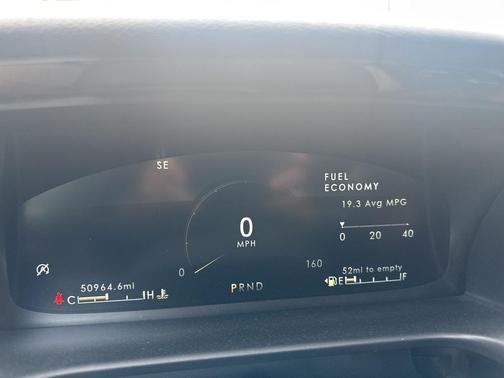 SE
FUEL
ECONOMY
19.3 Avg MPG
0 20 40
0
MPH
0 160
50964.6mi
52mi to empty
C H
PRND
E F